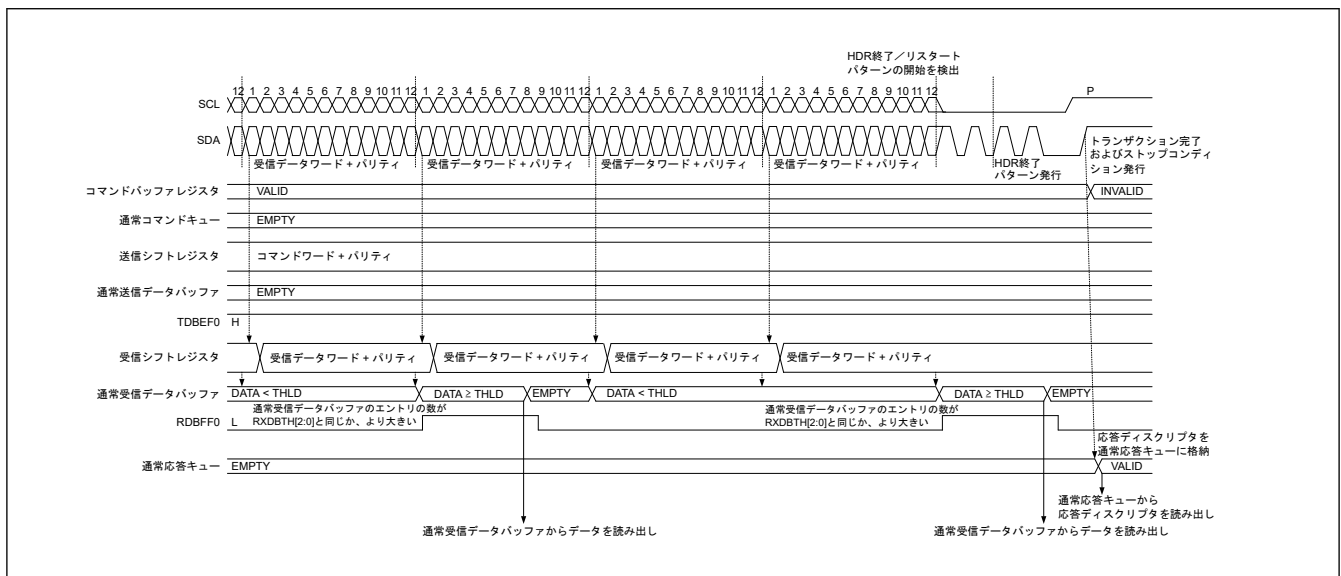 HDR終了／リスタート
パターンの開始を検出
12 1 2 3 4 5 6 7 8 9 10 11 12 1 2 3 4 5 6 7 8 9 10 11 12 1 2 3 4 5 6 7 8 9 10 11 12 1 2 3 4 5 6 7 8 9 10 11 12
P
SCL
SDA
受信データワード + パリティ
受信データワード + パリティ
受信データワード + パリティ
受信データワード + パリティ
HDR終了
パターン発行
トランザクション完了
およびストップコンディ
ション発行
コマンドバッファレジスタ
VALID
INVALID
通常コマンドキュー
EMPTY
送信シフトレジスタ
コマンドワード + パリティ
通常送信データバッファ
EMPTY
TDBEF0
H
受信シフトレジスタ
受信データワード + パリティ
受信データワード + パリティ
受信データワード + パリティ
受信データワード + パリティ
通常受信データバッファ
DATA < THLD
DATA ≥ THLD
EMPTY
DATA < THLD
DATA ≥ THLD
EMPTY
RDBFF0
L
通常受信データバッファのエントリの数が
RXDBTH[2:0]と同じか、より大きい
通常受信データバッファのエントリの数が
RXDBTH[2:0]と同じか、より大きい
応答ディスクリプタを
通常応答キューに格納
通常応答キュー
EMPTY
VALID
通常応答キューから
応答ディスクリプタを読み出し
通常受信データバッファからデータを読み出し
通常受信データバッファからデータを読み出し